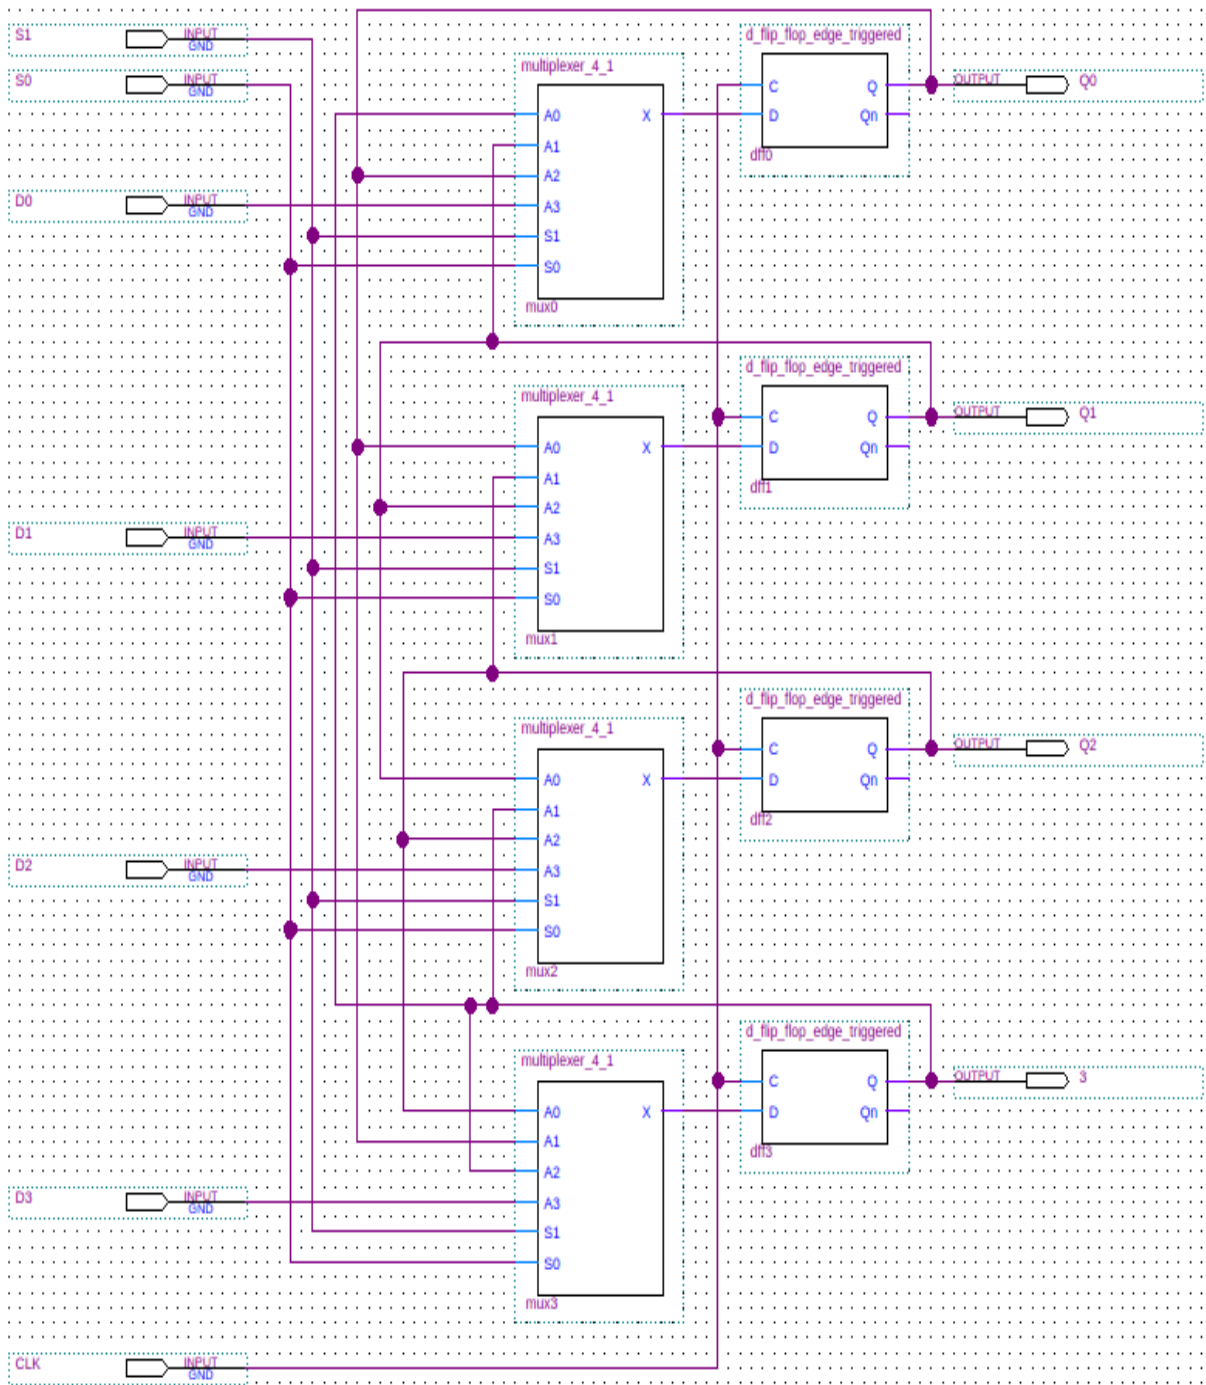 S1 INPUT GND
S0 INPUT GND
D0 INPUT GND
multiplexer_4_1
A0 X
A1
A2
A3
S1
S0
mux0
d_flip_flop_edge_triggered
C Q
D Qn
dff0
OUTPUT Q0
D1 INPUT GND
multiplexer_4_1
A0 X
A1
A2
A3
S1
S0
mux1
d_flip_flop_edge_triggered
C Q
D Qn
dff1
OUTPUT Q1
D2 INPUT GND
multiplexer_4_1
A0 X
A1
A2
A3
S1
S0
mux2
d_flip_flop_edge_triggered
C Q
D Qn
dff2
OUTPUT Q2
D3 INPUT GND
multiplexer_4_1
A0 X
A1
A2
A3
S1
S0
mux3
d_flip_flop_edge_triggered
C Q
D Qn
dff3
OUTPUT 3
CLK INPUT GND